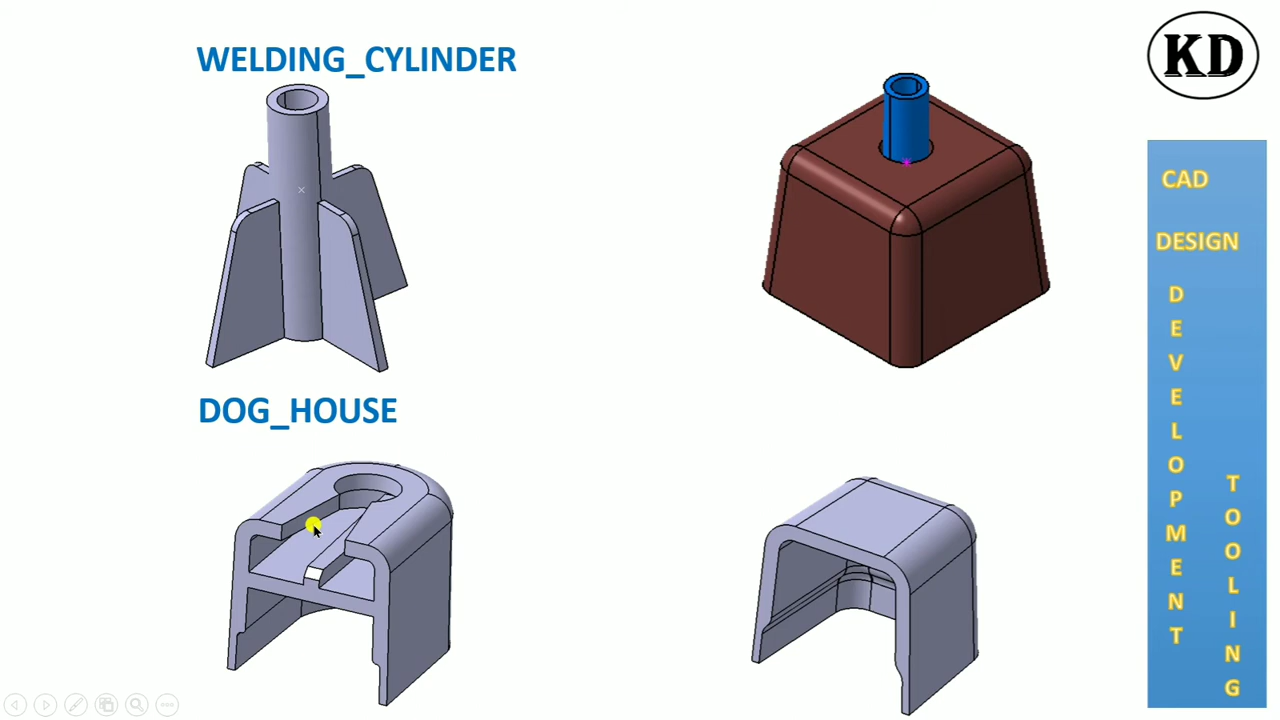 WELDING_CYLINDER
KD
CAD
DESIGN
DEVELOPMENT
TOOLING
DOG_HOUSE